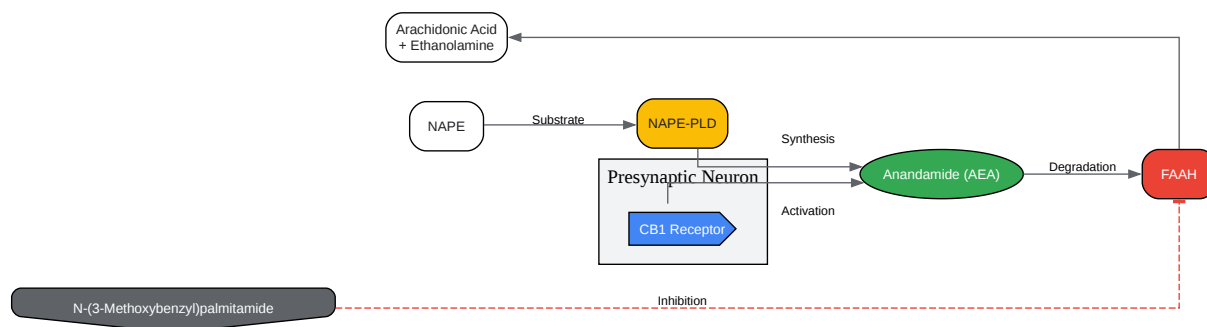 Arachidonic Acid
+ Ethanolamine
NAPE
Substrate
NAPE-PLD
Synthesis
Presynaptic Neuron
Anandamide (AEA)
Degradation
FAAH
Activation
CB1 Receptor
N-(3-Methoxybenzyl)palmitamide
Inhibition